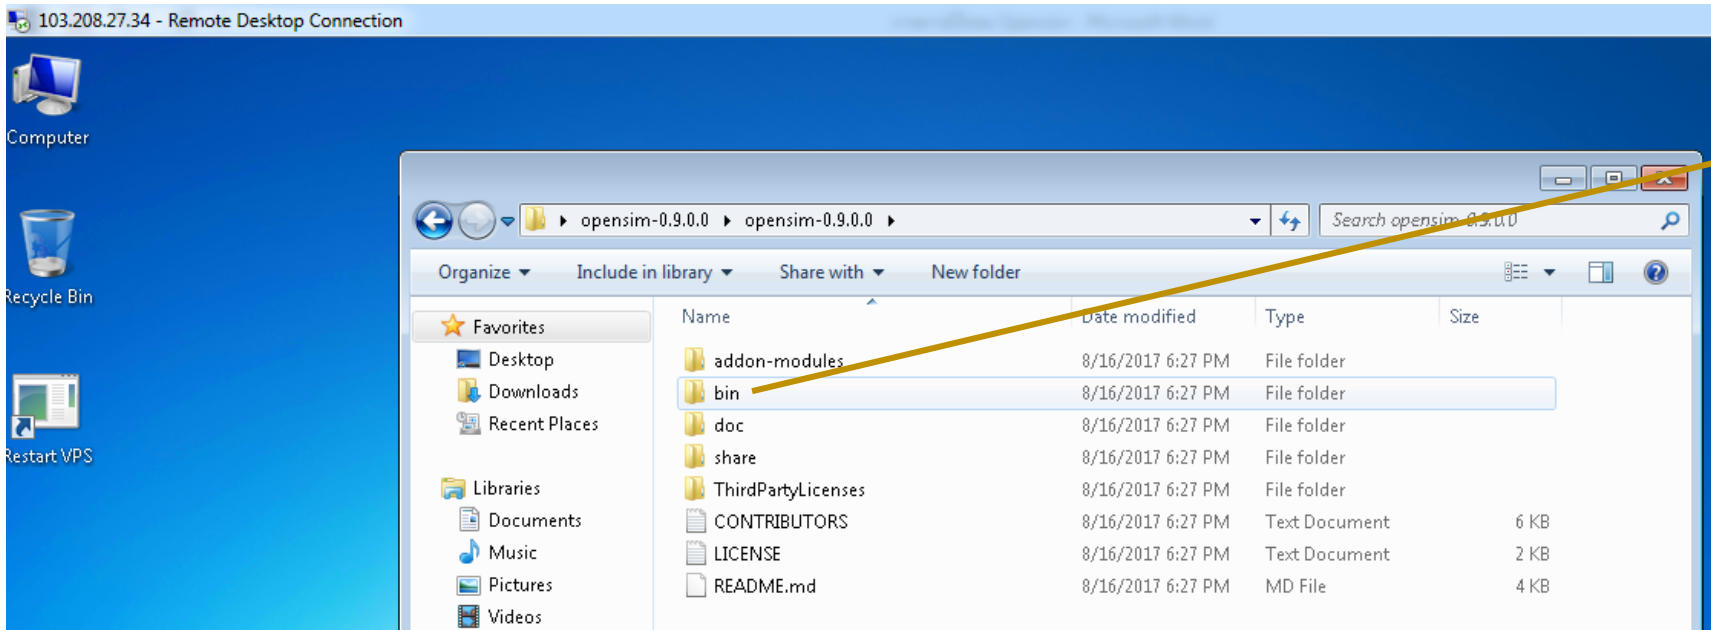 103.208.27.34 - Remote Desktop Connection
Computer
Recycle Bin
Restart VPS
opensim-0.9.0.0 opensim-0.9.0.0
Search opensim-0.9.0.0
Organize Include in library Share with New folder
Favorites
Desktop
Downloads
Recent Places
Libraries
Documents
Music
Pictures
Videos
Name Date modified Type Size
addon-modules 8/16/2017 6:27 PM File folder
bin 8/16/2017 6:27 PM File folder
doc 8/16/2017 6:27 PM File folder
share 8/16/2017 6:27 PM File folder
ThirdPartyLicenses 8/16/2017 6:27 PM File folder
CONTRIBUTORS 8/16/2017 6:27 PM Text Document 6 KB
LICENSE 8/16/2017 6:27 PM Text Document 2 KB
README.md 8/16/2017 6:27 PM MD File 4 KB